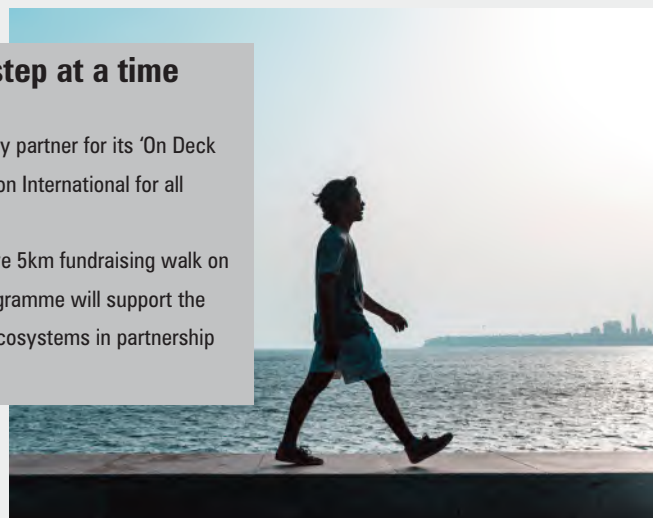 step at a time
y partner for its ‘On Deck
on International for all
e 5km fundraising walk on
gramme will support the
cosystems in partnership